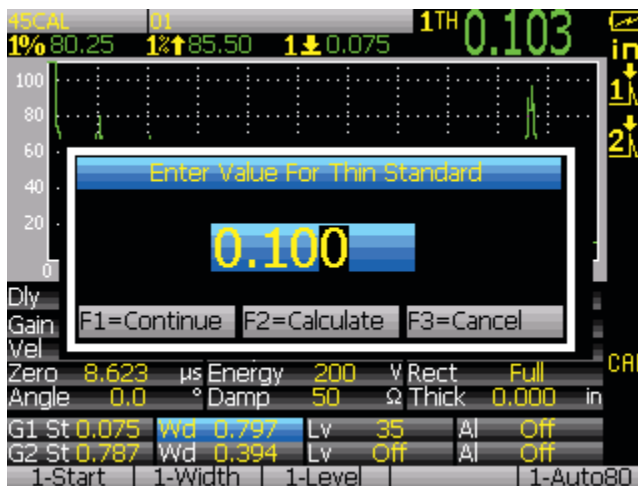 45CAL 01 1TH 0.103
1% 80.25 1%↑85.50 1↓0.075 in
100
1
80
2
60
Enter Value For Thin Standard
40
0.100
20
0
F1=Continue F2=Calculate F3=Cancel
Dly
Gain
Vel
Zero 8.623 µs Energy 200 V Rect Full
Angle 0.0 ° Damp 50 Ω Thick 0.000 in
G1 St 0.075 Wd 0.797 Lv 35 Al Off
G2 St 0.787 Wd 0.394 Lv Off Al Off
1-Start 1-Width 1-Level 1-Auto80